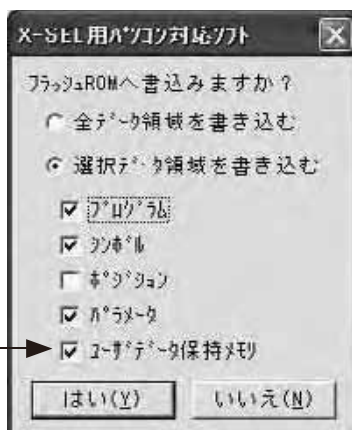 X-SEL用ﾊﾟｿｺﾝ対応ｿﾌﾄ
ﾌﾗｯｼｭROMへ書込みますか？
全ﾃﾞｰﾀ領域を書き込む
選択ﾃﾞｰﾀ領域を書き込む
ﾌﾟﾛｸﾞﾗﾑ
ｼﾝﾎﾞﾙ
ﾎﾟｼﾞｼｮﾝ
ﾊﾟﾗﾒｰﾀ
ﾕｰｻﾞﾃﾞｰﾀ保持ﾒﾓﾘ
はい(Y) いいえ(N)